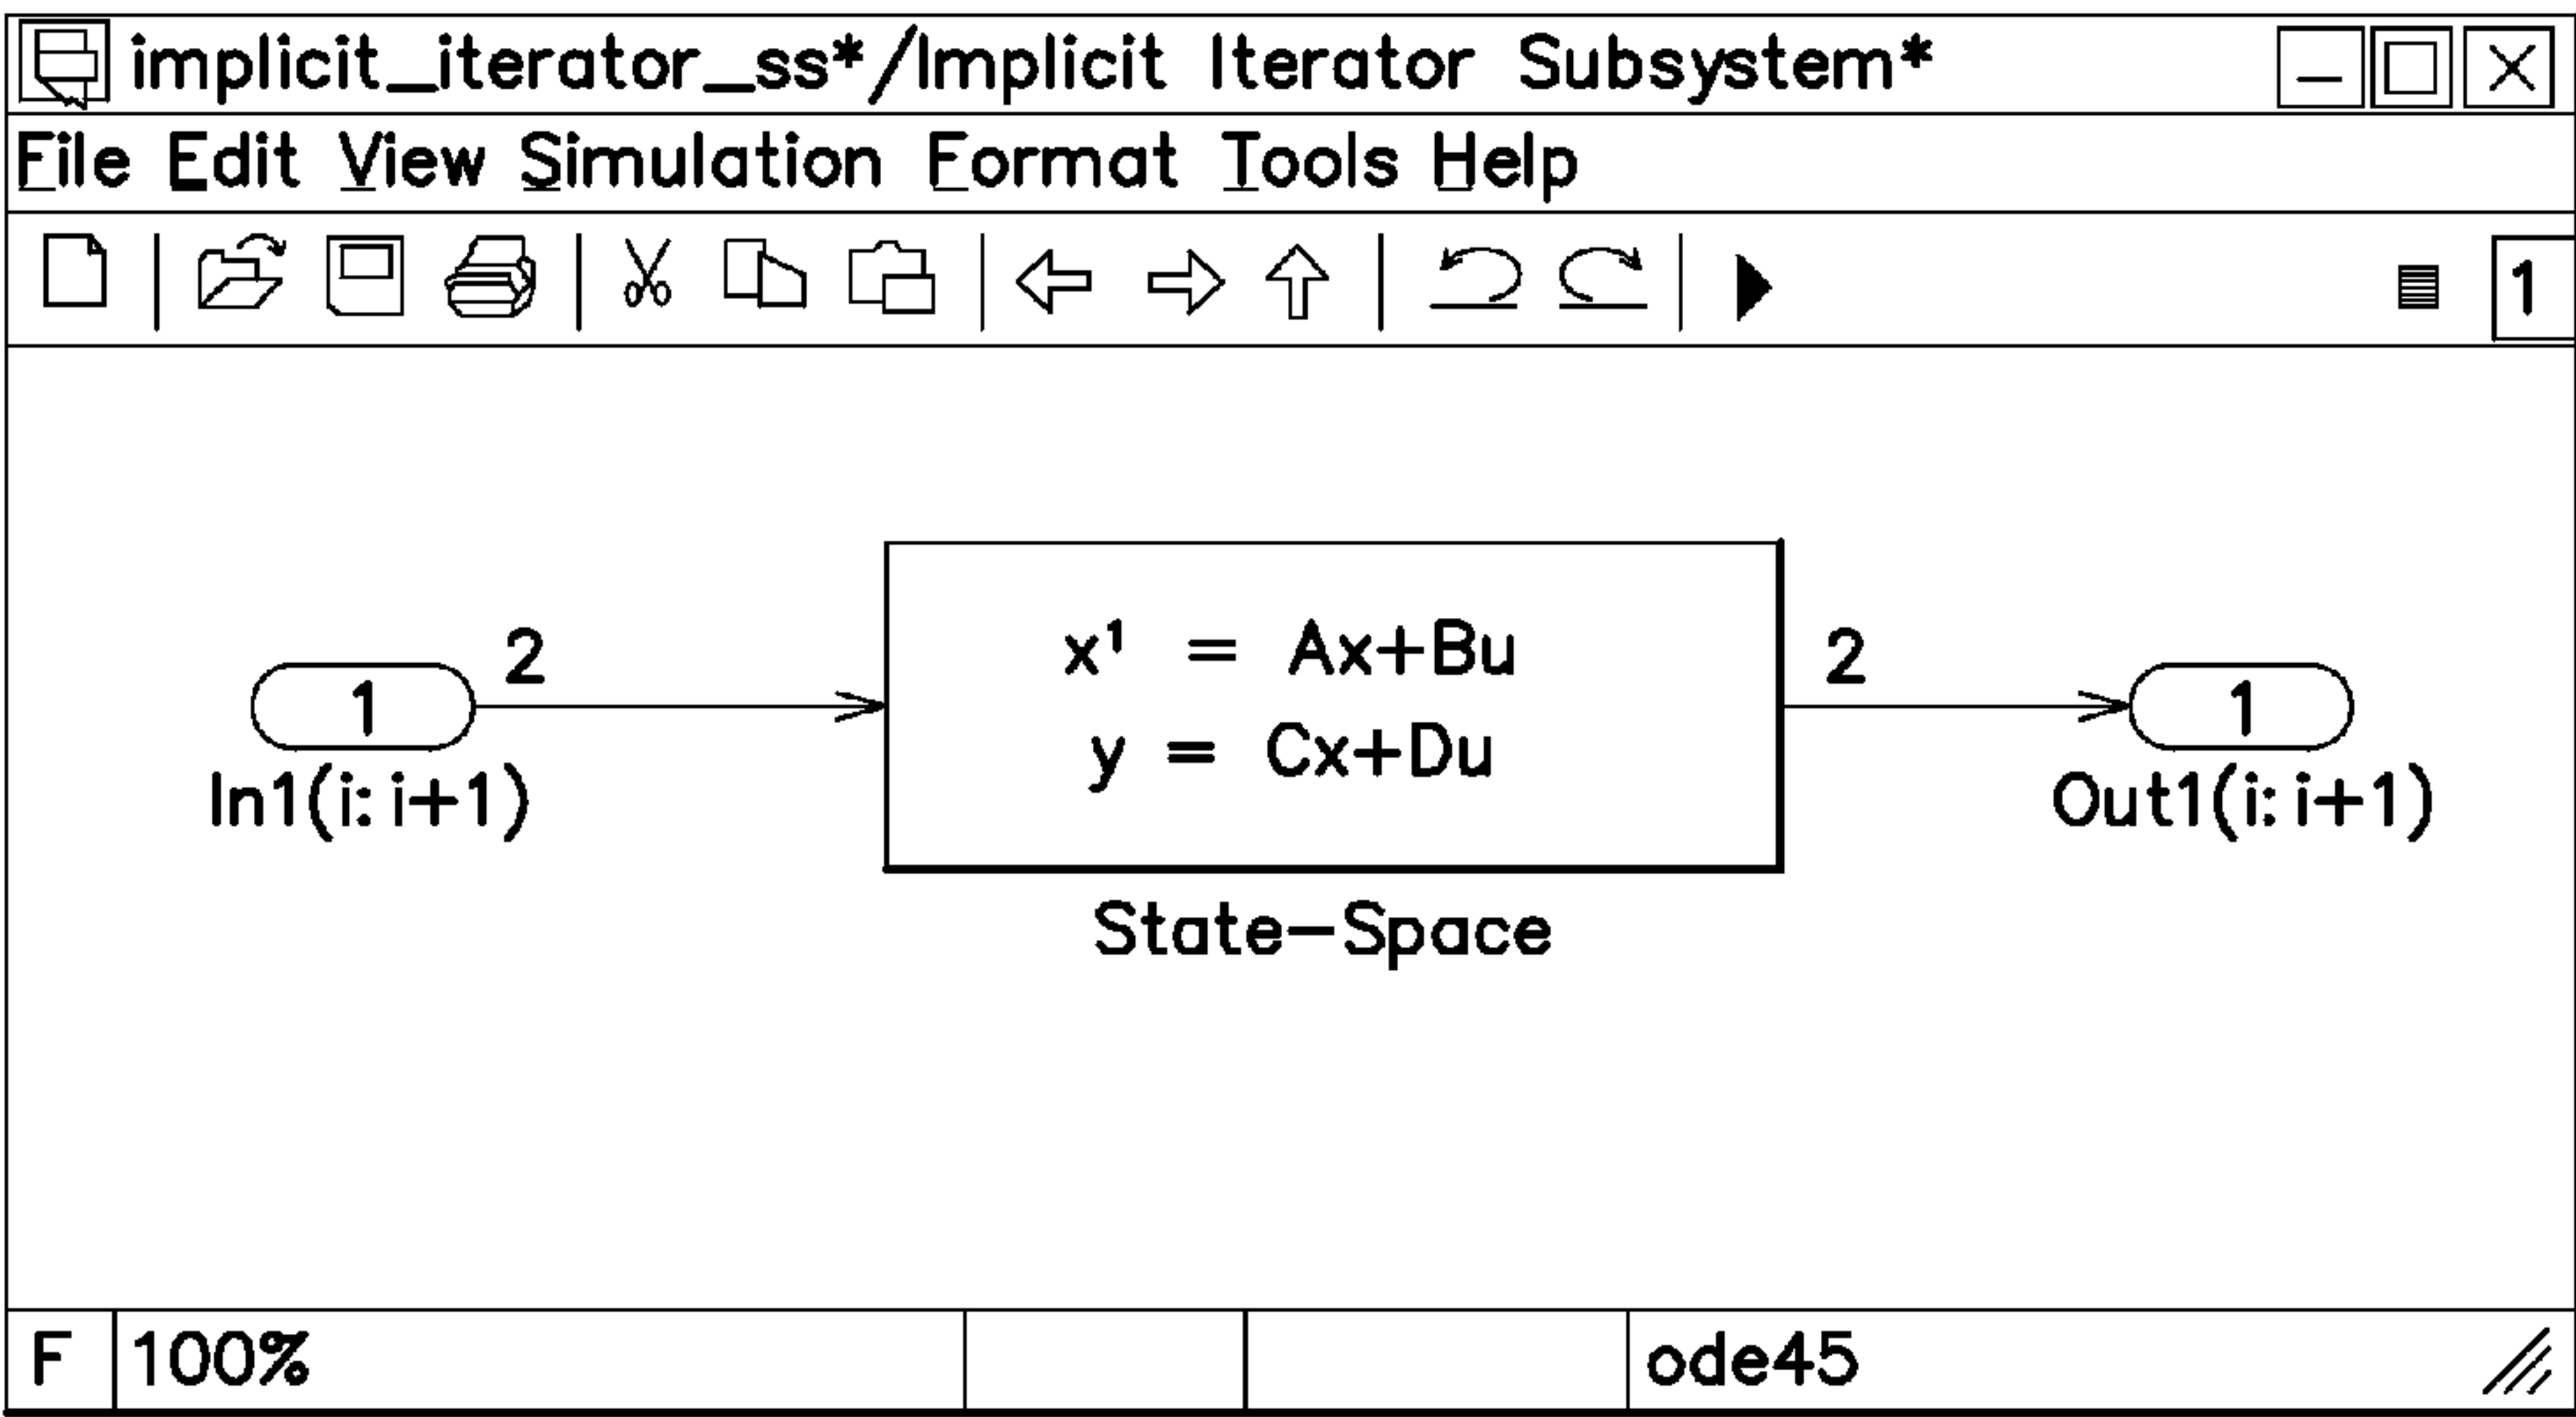 implicit_iterator_ss*/Implicit Iterator Subsystem*
File Edit View Simulation Format Tools Help
1
2
2
x' = Ax+Bu
y = Cx+Du
1
1
In1(i:i+1)
Out1(i:i+1)
State-Space
F 100% ode45